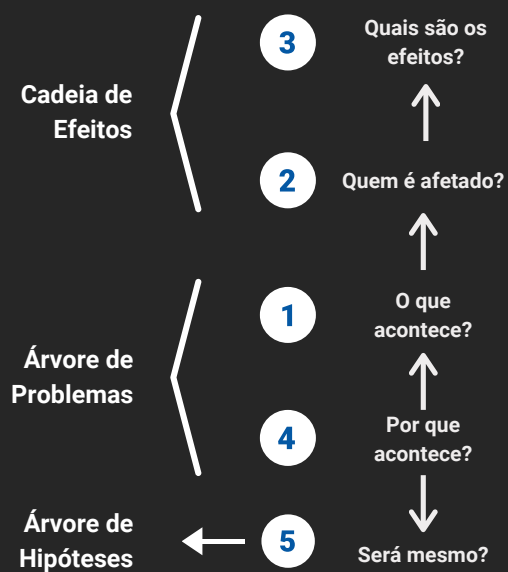 Cadeia de
Efeitos
3
Quais são os
efeitos?
2
Quem é afetado?
Árvore de
Problemas
1
O que
acontece?
4
Por que
acontece?
Árvore de
Hipóteses
5
Será mesmo?